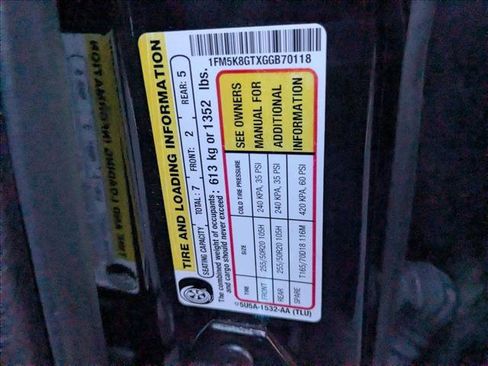 1FM5K8GTXGGB70118
TIRE AND LOADING INFORMATION
SEATING CAPACITY TOTAL: 7 FRONT: 2 REAR: 5
The combined weight of occupants
and cargo should never exceed: 613 kg or 1352 lbs.
TIRE SIZE COLD TIRE PRESSURE
FRONT 255/50R20 105H 240 KPA, 35 PSI
REAR 255/50R20 105H 240 KPA, 35 PSI
SPARE T165/70D18 116M 420 KPA, 60 PSI
SEE OWNERS
MANUAL FOR
ADDITIONAL
INFORMATION
5U5A-1532-AA (TLU)